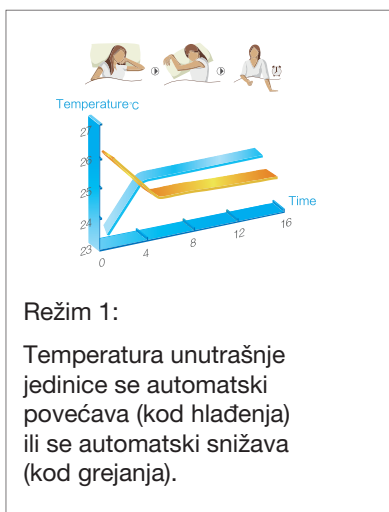 Temperature°C
27
26
25
24
23
0
4
8
12
16
Time
Režim 1:
Temperatura unutrašnje
jedinice se automatski
povećava (kod hlađenja)
ili se automatski snižava
(kod grejanja).